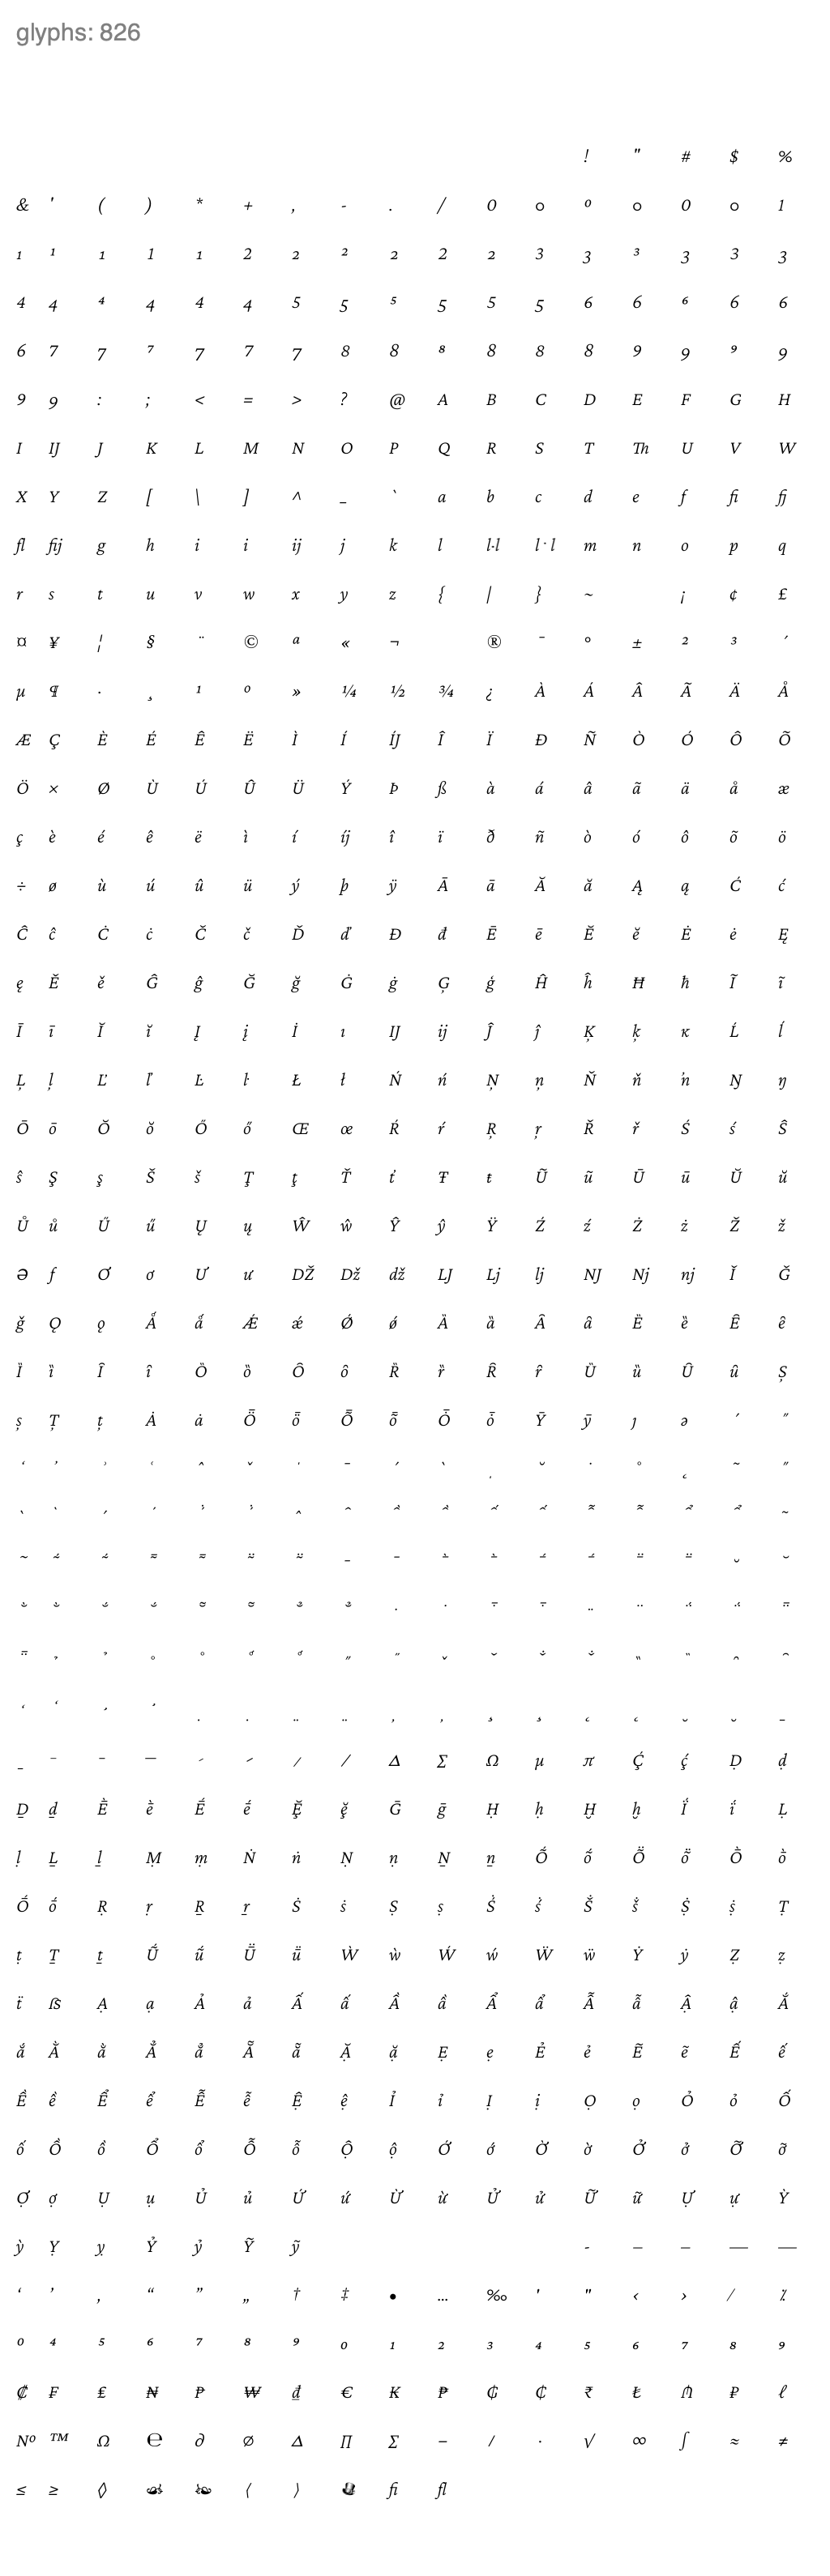 glyphs: 826
! " # $ %
& ' ( ) * + , - . / 0 0 º 0 0 0 1
1 ¹ 1 1 1 2 2 ² 2 2 2 3 3 ³ 3 3 3
4 4 ⁴ 4 4 4 5 5 ⁵ 5 5 6 6 ⁶ 6 6
6 7 7 ⁷ 7 7 7 8 8 ⁸ 8 8 8 9 9 ⁹ 9
9 9 : ; < = > ? @ A B C D E F G H
I IJ J K L M N O P Q R S T Th U V W
X Y Z [ \ ] ^ _ ` a b c d e f fi fj
fl fij g h i i ij j k l l·l l·l m n o p q
r s t u v w x y z { | } ~ ¡ ¢ £
¤ ¥ ¦ § ¨ © ª « ¬ ® ¯ ° ± ² ³ ´
µ ¶ · ¸ ¹ º » ¼ ½ ¾ ¿ À Á Â Ã Ä Å
Æ Ç È É Ê Ë Ì Í ÍJ Î Ï Ð Ñ Ò Ó Ô Õ
Ö × Ø Ù Ú Û Ü Ý Þ ß à á â ã ä å æ
ç è é ê ë ì í íj î ï ð ñ ò ó ô õ ö
÷ ø ù ú û ü ý þ ÿ Ā ā Ă ă Ą ą Ć ć
Ĉ ĉ Ċ ċ Č č Ď ď Đ đ Ē ē Ĕ ĕ Ė ė Ę
ę Ě ě Ĝ ĝ Ğ ğ Ġ ġ Ģ ģ Ĥ ĥ Ħ ħ Ĩ ĩ
Ī ī Ĭ ĭ Į į İ ı Ĳ ĳ Ĵ ĵ Ķ ķ ĸ Ĺ ĺ
Ļ ļ Ľ ľ Ŀ ŀ Ł ł Ń ń Ņ ņ Ň ň ŉ Ŋ ŋ
Ō ō Ŏ ŏ Ő ő Œ œ Ŕ ŕ Ŗ ŗ Ř ř Ś ś Ŝ
ŝ Ş ş Š š Ţ ţ Ť ť Ŧ ŧ Ũ ũ Ū ū Ŭ ŭ
Ů ů Ű ű Ų ų Ŵ ŵ Ŷ ŷ Ÿ Ź ź Ż ż Ž ž
Ə ƒ Ơ ơ Ư ư Ǆ ǅ ǆ Ǉ ǈ ǉ Ǌ ǋ ǌ Ǐ Ǧ
ǧ Ǫ ǫ Ǻ ǻ Ǽ ǽ Ǿ ǿ Ȁ ȁ Ȃ ȃ Ȅ ȅ Ȇ ȇ
Ȉ ȉ Ȋ ȋ Ȍ ȍ Ȏ ȏ Ȑ ȑ Ȓ ȓ Ȕ ȕ Ȗ ȗ Ș
ș Ț ț Ȧ ȧ Ȫ ȫ Ȭ ȭ Ȱ ȱ Ȳ ȳ ȷ ə ʹ ʺ
ʻ ʼ ʾ ʿ ˆ ˇ ˈ ˉ ˊ ˋ ˌ ˘ ˙ ˚ ˛ ˜ ˝
∆ Σ Ω μ π Ḉ ḉ Ḍ ḍ
Ḏ ḏ Ḕ ḕ Ḗ ḗ Ḝ ḝ Ḡ ḡ Ḥ ḥ Ḫ ḫ Ḯ ḯ Ḷ
ḷ Ḻ ḻ Ṃ ṃ Ṅ ṅ Ṇ ṇ Ṉ ṉ Ṍ ṍ Ṏ ṏ Ṑ ṑ
Ṓ ṓ Ṛ ṛ Ṟ ṟ Ṡ ṡ Ṣ ṣ Ṥ ṥ Ṧ ṧ Ṩ ṩ Ṭ
ṭ Ṯ ṯ Ṹ ṹ Ṻ ṻ Ẁ ẁ Ẃ ẃ Ẅ ẅ Ẏ ẏ Ẓ ẓ
ẗ ẞ Ạ ạ Ả ả Ấ ấ Ầ ầ Ẩ ẩ Ẫ ẫ Ậ ậ Ắ
ắ Ằ ằ Ẳ ẳ Ẵ ẵ Ặ ặ Ẹ ẹ Ẻ ẻ Ẽ ẽ Ế ế
Ề ề Ể ể Ễ ễ Ệ ệ Ỉ ỉ Ị ị Ọ ọ Ỏ ỏ Ố
ố Ồ ồ Ổ ổ Ỗ ỗ Ộ ộ Ớ ớ Ờ ờ Ở ở Ỡ ỡ
Ợ ợ Ụ ụ Ủ ủ Ứ ứ Ừ ừ Ử ử Ữ ữ Ự ự Ỳ
ỳ Ỵ ỵ Ỷ ỷ Ỹ ỹ ‐ – – — —
‘ ’ ‚ “ ” „ † ‡ • … ‰ ′ ″ ‹ › ⁄ ⁒
⁰ ⁴ ⁵ ⁶ ⁷ ⁸ ⁹ ₀ ₁ ₂ ₃ ₄ ₅ ₆ ₇ ₈ ₉
₡ ₣ ₤ ₦ ₱ ₩ ₫ € ₭ ₱ ₲ ₵ ₹ ₺ ₼ ₽ ℓ
№ ™ Ω ℮ ∂ ∅ ∆ ∏ ∑ − ∕ ∙ √ ∞ ∫ ≈ ≠
≤ ≥ ◊ ☙ ❧ ⟨ ⟩ fi fl